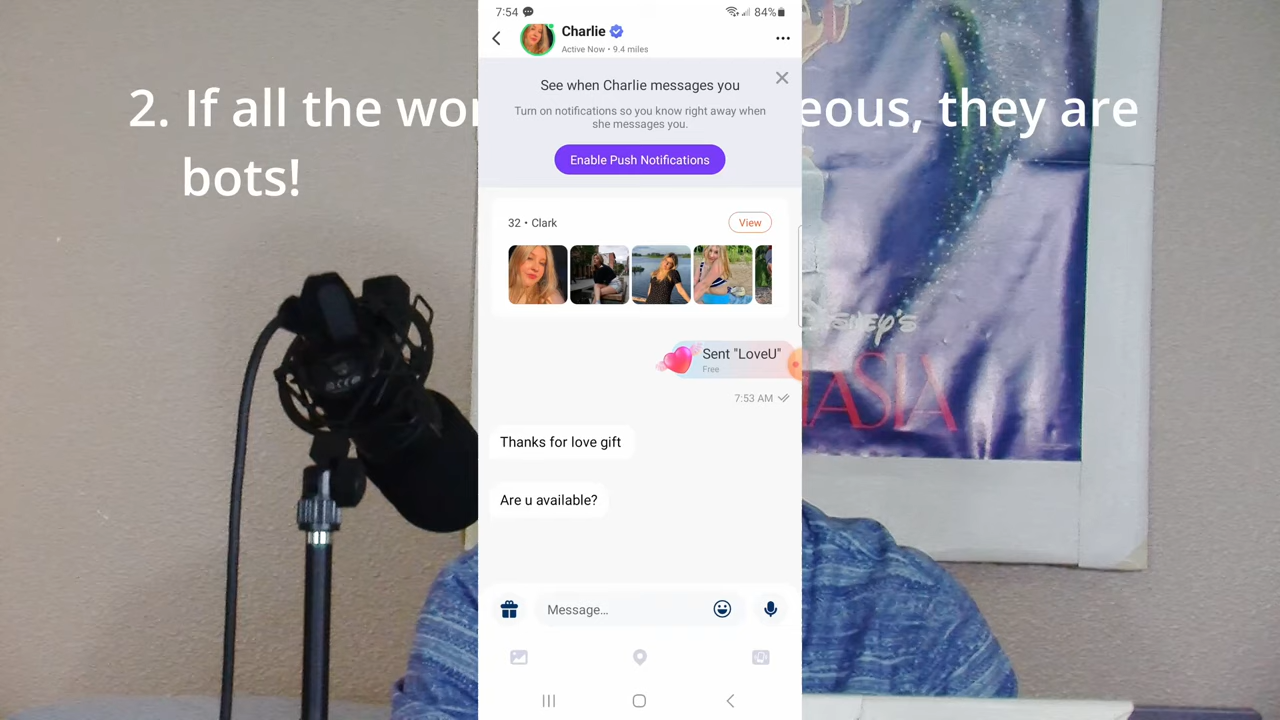 7:54
84%
Charlie
Active Now • 9.4 miles
See when Charlie messages you
Turn on notifications so you know right away when
she messages you.
Enable Push Notifications
2. If all the
eous, they are
bots!
32 • Clark
View
Sent "LoveU"
Free
7:53 AM
Thanks for love gift
Are u available?
Message...